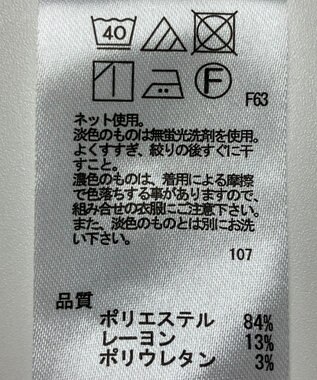 40
F
F63
ネット使用。
淡色のものは無蛍光洗剤を使用。
よくすすぎ、絞りの後すぐに干
すこと。
濃色のものは、着用による摩擦
で色落ちする事がありますので、
組み合せの衣服にご注意下さい。
また、淡色のものとは別にお洗
い下さい。
107
品質
ポリエステル 84%
レーヨン 13%
ポリウレタン 3%